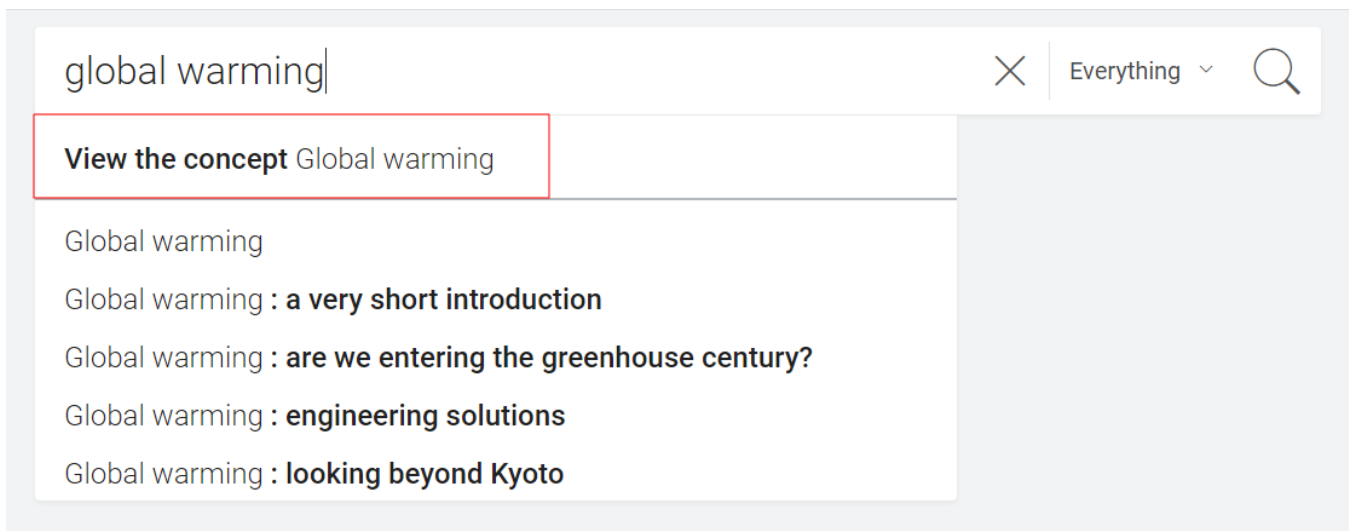 global warming
Everything
View the concept Global warming
Global warming
Global warming : a very short introduction
Global warming : are we entering the greenhouse century?
Global warming : engineering solutions
Global warming : looking beyond Kyoto